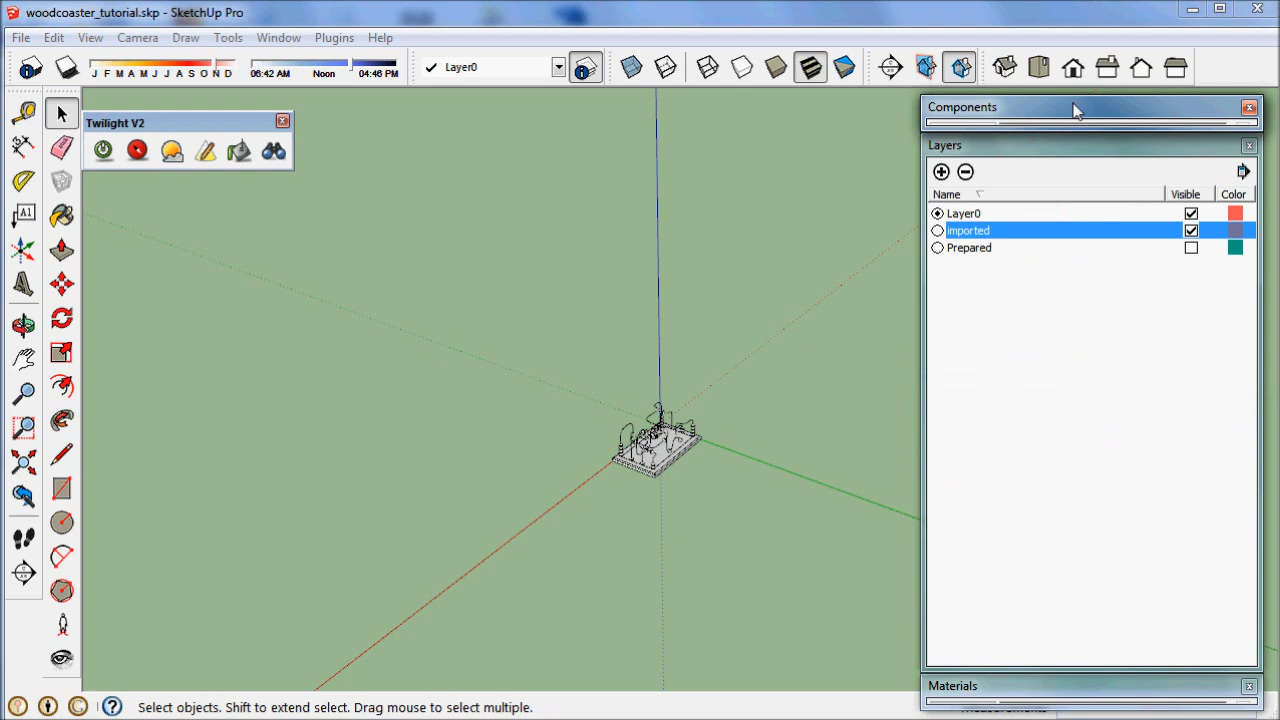 woodcoaster_tutorial.skp - SketchUp Pro
File Edit View Camera Draw Tools Window Plugins Help
J F M A M J J A S O N D
06:42 AM Noon 04:46 PM
Layer0
Twilight V2
Components
Layers
Name Visible Color
Layer0
imported
Prepared
A1
Materials
Select objects. Shift to extend select. Drag mouse to select multiple.